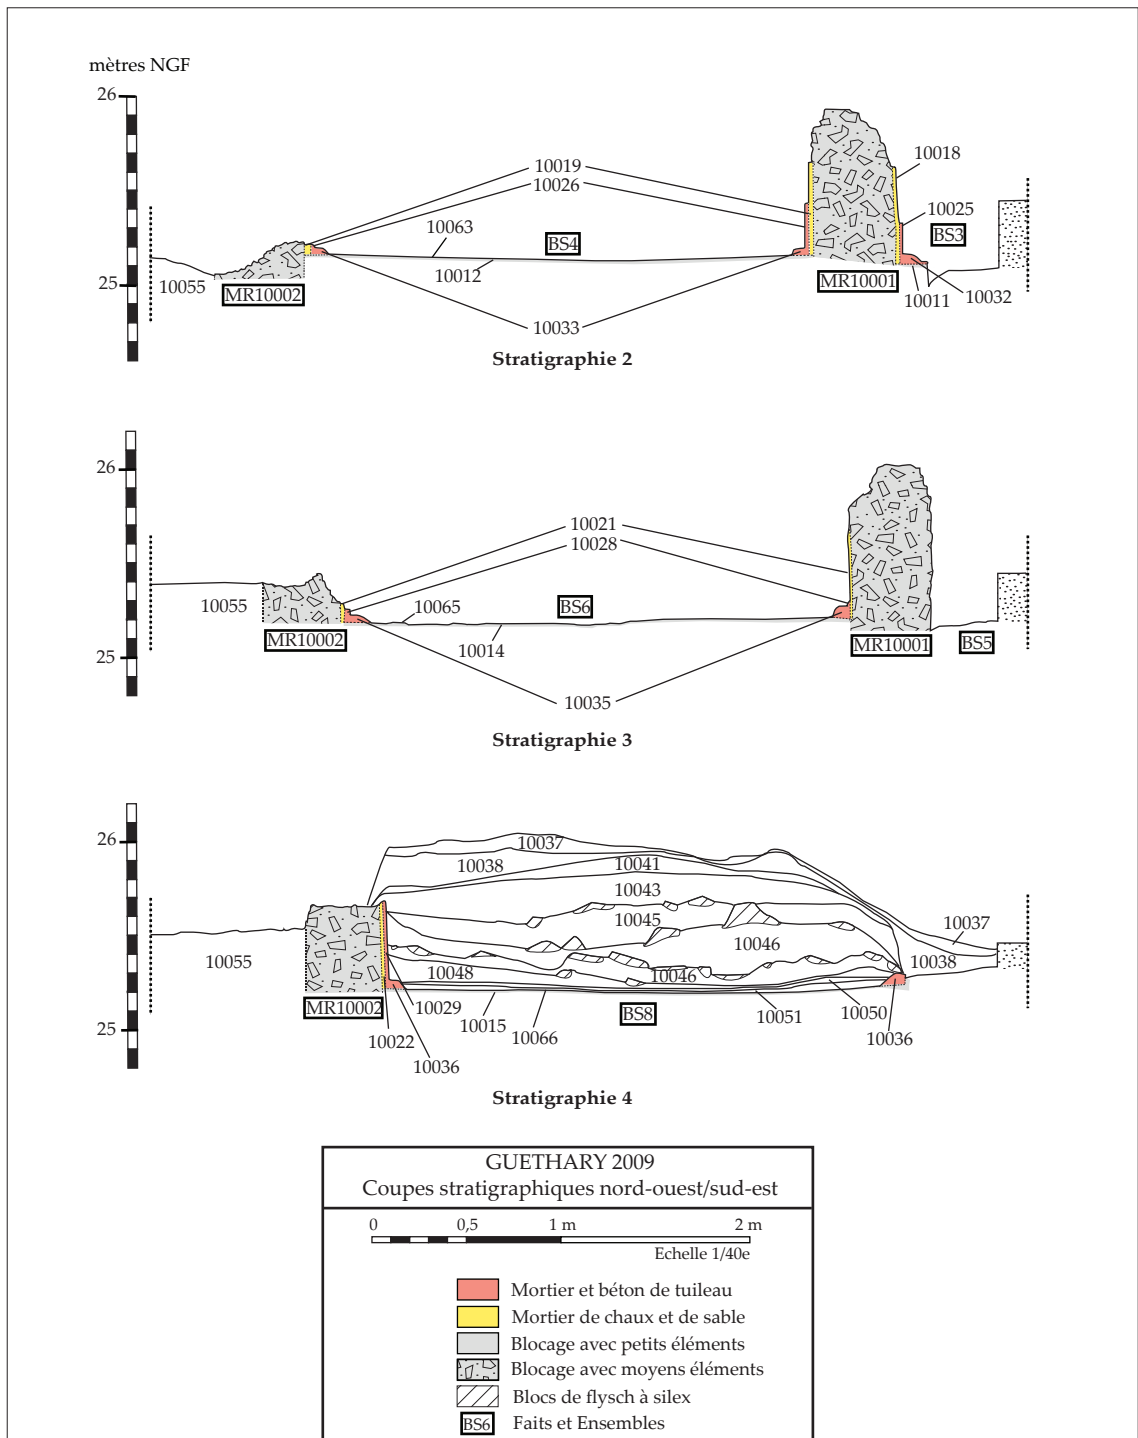 mètres NGF
26
10019
10018
10026
10025
10063
BS4
BS3
10012
25
10055
MR10002
MR10001
10011
10032
10033
Stratigraphie 2
26
10021
10028
10055
10065
BS6
MR10002
10014
MR10001
BS5
25
10035
Stratigraphie 3
26
10037
10038
10041
10043
10045
10037
10046
10055
10038
10048
10046
MR10002
10029
10015
10066
BS8
10051
10050
25
10022
10036
10036
Stratigraphie 4
GUETHARY 2009
Coupes stratigraphiques nord-ouest/sud-est
0 0,5 1 m 2 m
Echelle 1/40e
Mortier et béton de tuileau
Mortier de chaux et de sable
Blocage avec petits éléments
Blocage avec moyens éléments
Blocs de flysch à silex
BS6 Faits et Ensembles